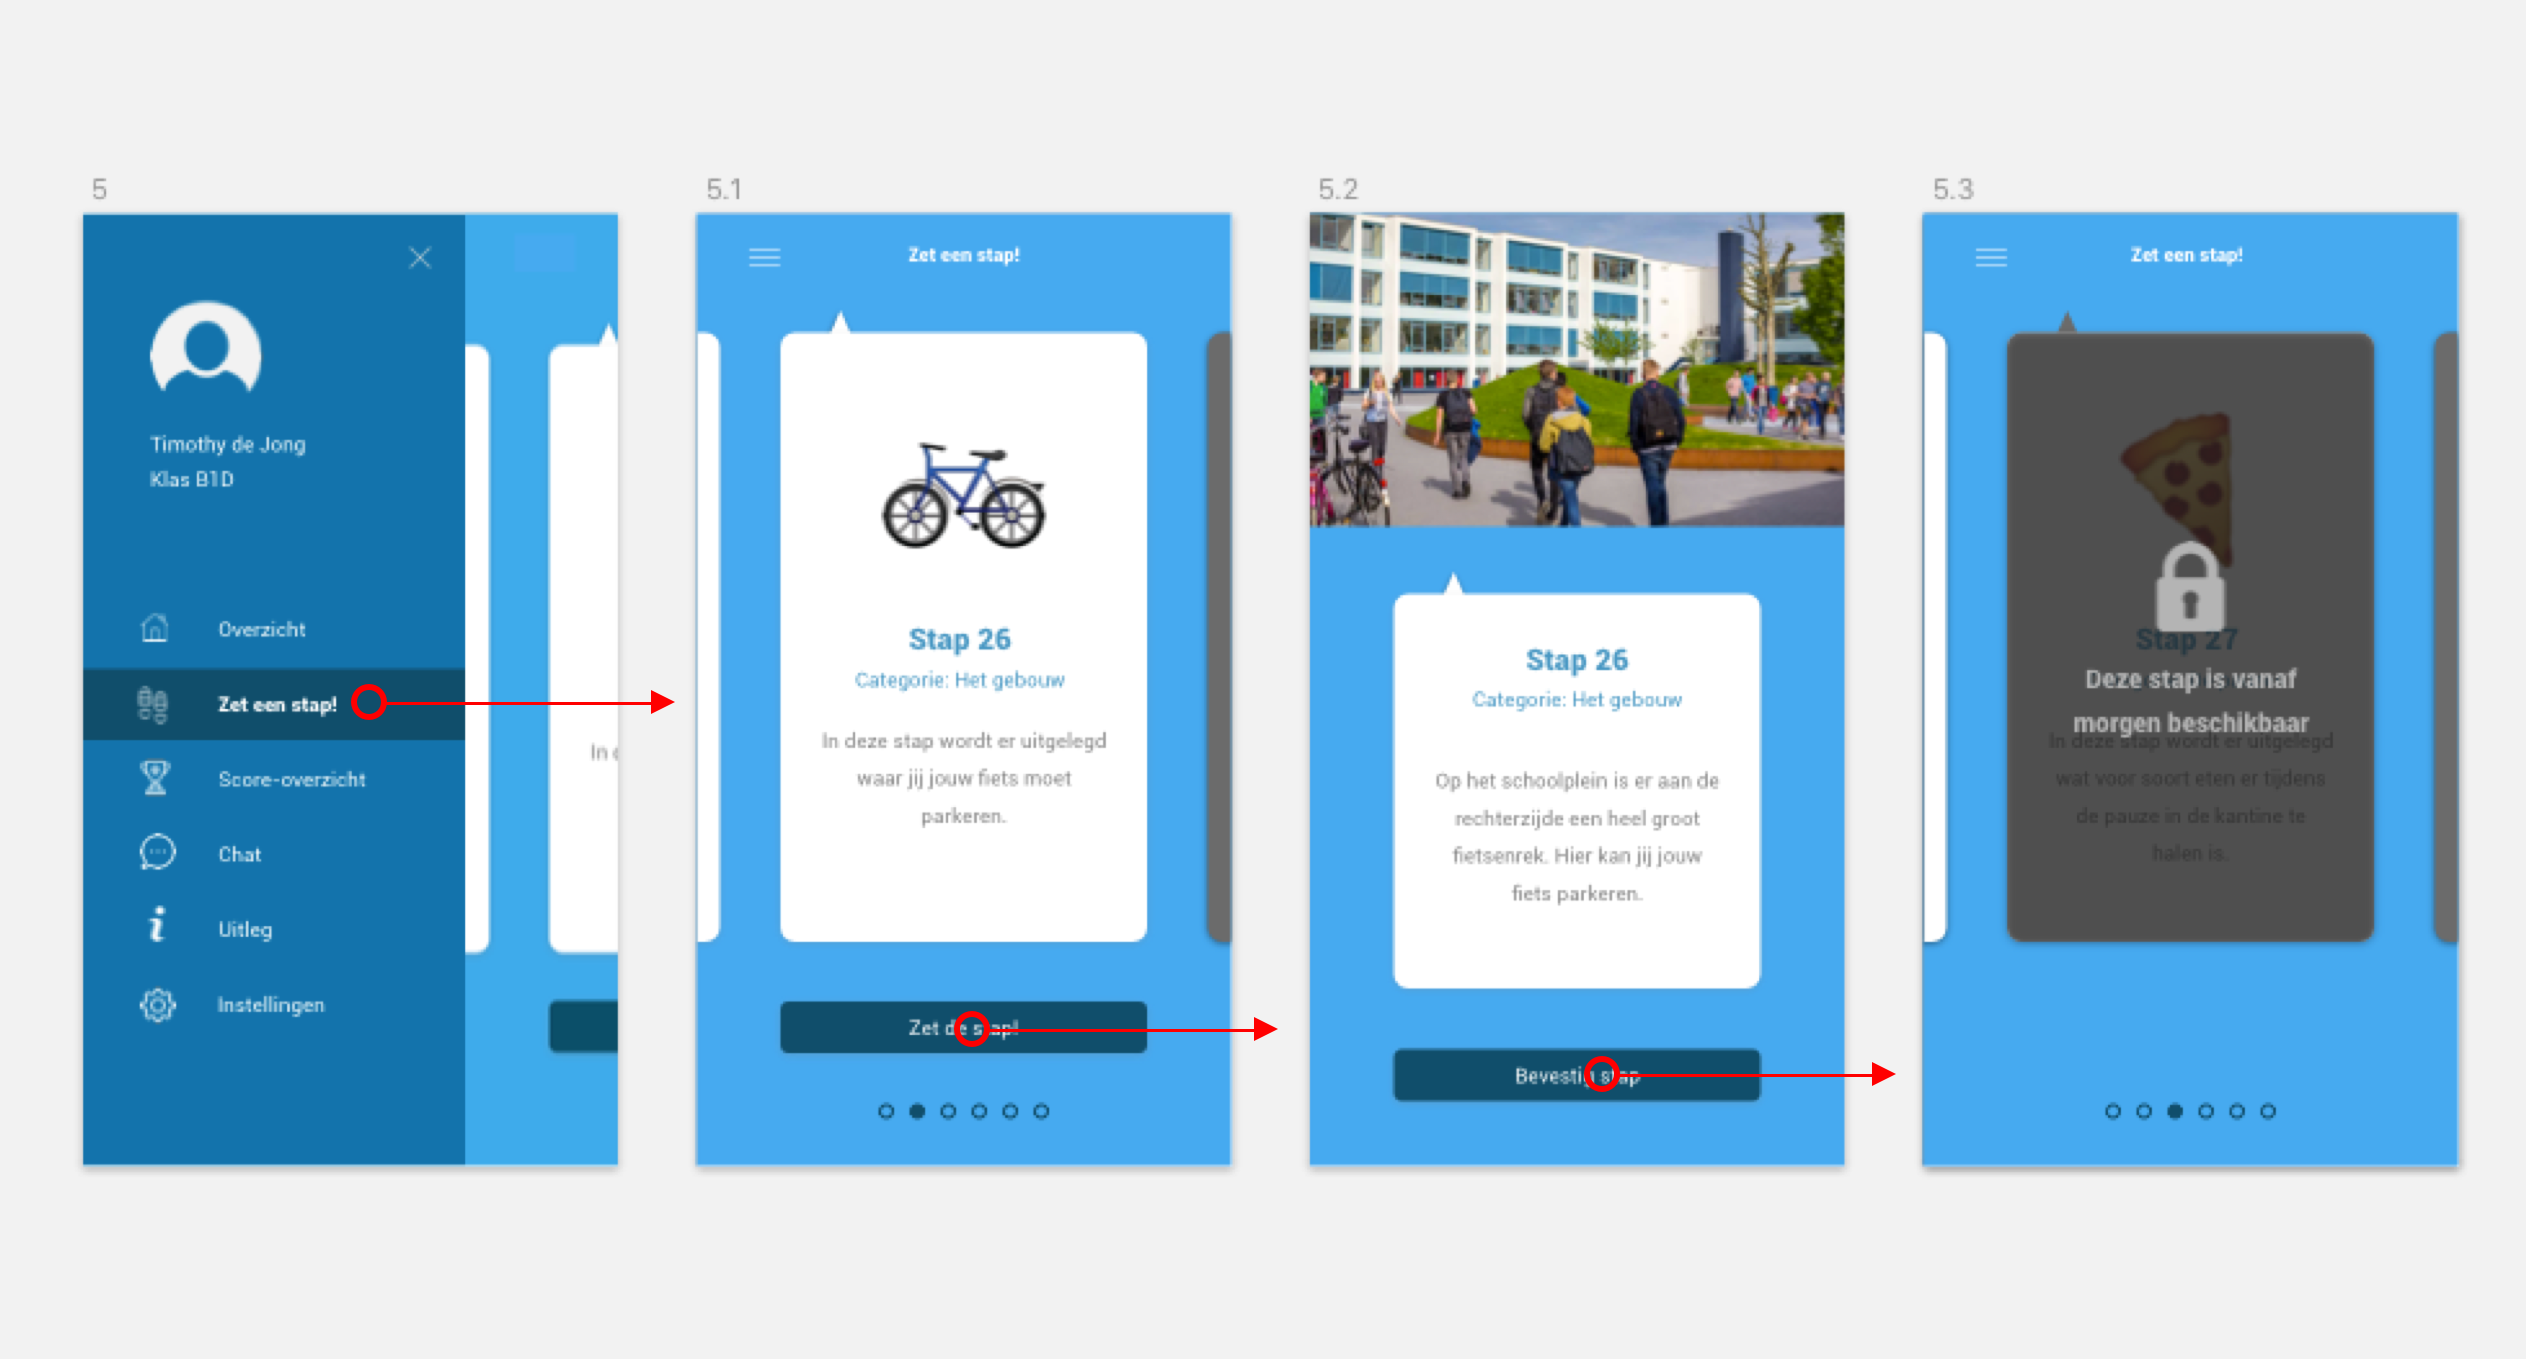 5
Timothy de Jong
Klas B1D
Overzicht
Zet een stap!
Score-overzicht
Chat
Uitleg
Instellingen
In
5.1
Zet een stap!
Stap 26
Categorie: Het gebouw
In deze stap wordt er uitgelegd
waar jij jouw fiets moet
parkeren.
Zet de stap!
5.2
Stap 26
Categorie: Het gebouw
Op het schoolplein is er aan de
rechterzijde een heel groot
fietsenrek. Hier kan jij jouw
fiets parkeren.
Bevestig stap
5.3
Zet een stap!
Stap 27
Deze stap is vanaf
morgen beschikbaar
In deze stap wordt er uitgelegd
wat voor soort eten er tijdens
de pauze in de kantine te
halen is.